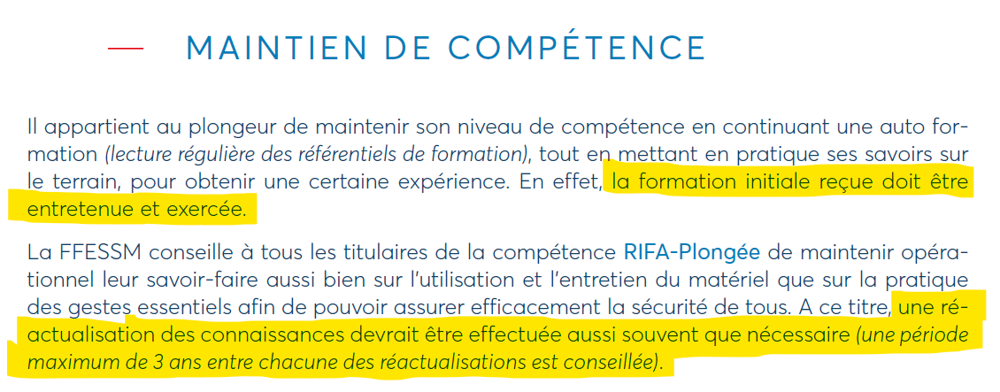 MAINTIEN DE COMPÉTENCE
Il appartient au plongeur de maintenir son niveau de compétence en continuant une auto for-
mation (lecture régulière des référentiels de formation), tout en mettant en pratique ses savoirs sur
le terrain, pour obtenir une certaine expérience. En effet, la formation initiale reçue doit être
entretenue et exercée.
La FFESSM conseille à tous les titulaires de la compétence RIFA-Plongée de maintenir opéra-
tionnel leur savoir-faire aussi bien sur l'utilisation et l'entretien du matériel que sur la pratique
des gestes essentiels afin de pouvoir assurer efficacement la sécurité de tous. A ce titre, une ré-
actualisation des connaissances devrait être effectuée aussi souvent que nécessaire (une période
maximum de 3 ans entre chacune des réactualisations est conseillée).